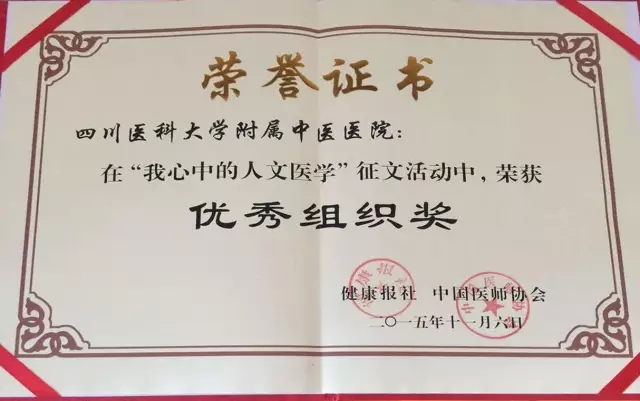 荣誉证书
四川医科大学附属中医医院：
在“我心中的人文医学”征文活动中，荣获
优秀组织奖
健康报社 中国医师协会
二〇一五年十一月六日